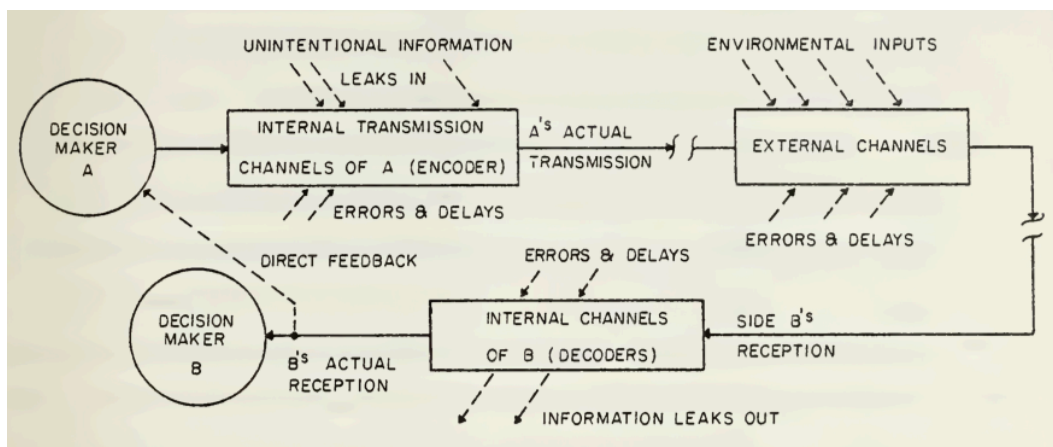 UNINTENTIONAL INFORMATION
LEAKS IN
ENVIRONMENTAL INPUTS
DECISION
MAKER
A
INTERNAL TRANSMISSION
CHANNELS OF A (ENCODER)
A'S ACTUAL
TRANSMISSION
EXTERNAL CHANNELS
ERRORS & DELAYS
ERRORS & DELAYS
DIRECT FEEDBACK
ERRORS & DELAYS
DECISION
MAKER
B
B'S ACTUAL
RECEPTION
INTERNAL CHANNELS
OF B (DECODERS)
SIDE B'S
RECEPTION
INFORMATION LEAKS OUT